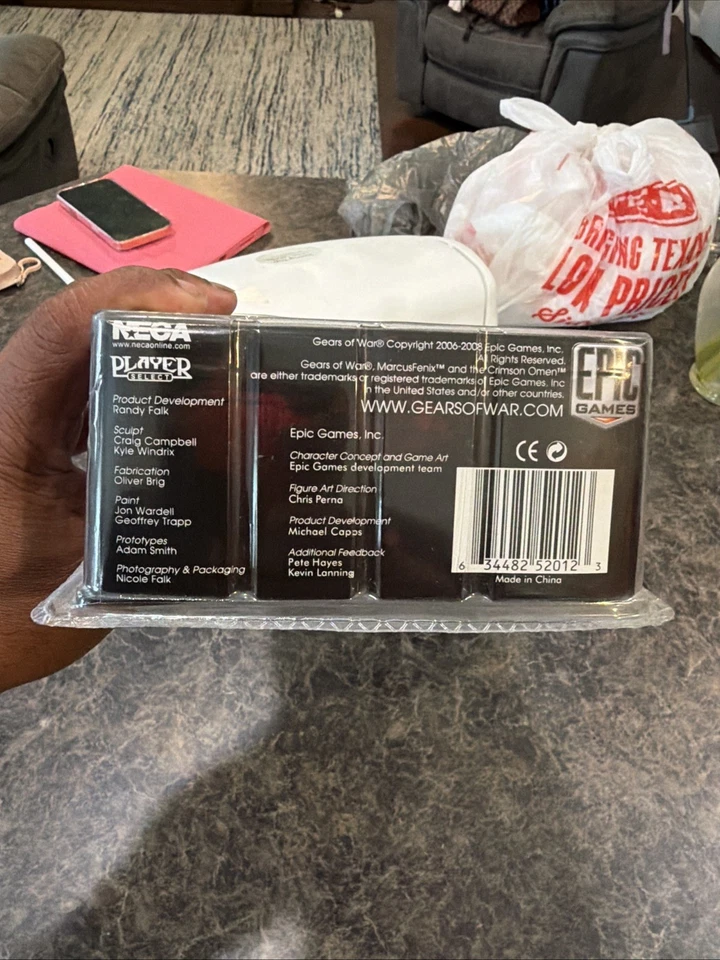 NECA
www.necaonline.com
PLAYER
SELECT
Product Development
Randy Falk
Sculpt
Craig Campbell
Kyle Windrix
Fabrication
Oliver Brig
Paint
Jon Wardell
Geoffrey Trapp
Prototypes
Adam Smith
Photography & Packaging
Nicole Falk
Gears of War® Copyright 2006-2008 Epic Games, Inc.
All Rights Reserved.
Gears of War®, MarcusFenix™ and the Crimson Omen™
are either trademarks or registered trademarks of Epic Games, Inc
in the United States and/or other countries.
WWW.GEARSOFWAR.COM
EPIC
GAMES
Epic Games, Inc.
Character Concept and Game Art
Epic Games development team
Figure Art Direction
Chris Perna
Product Development
Michael Capps
Additional Feedback
Pete Hayes
Kevin Lanning
CE
6 34482 52012 3
Made in China
BRINGING TEXAS
LOW PRICES